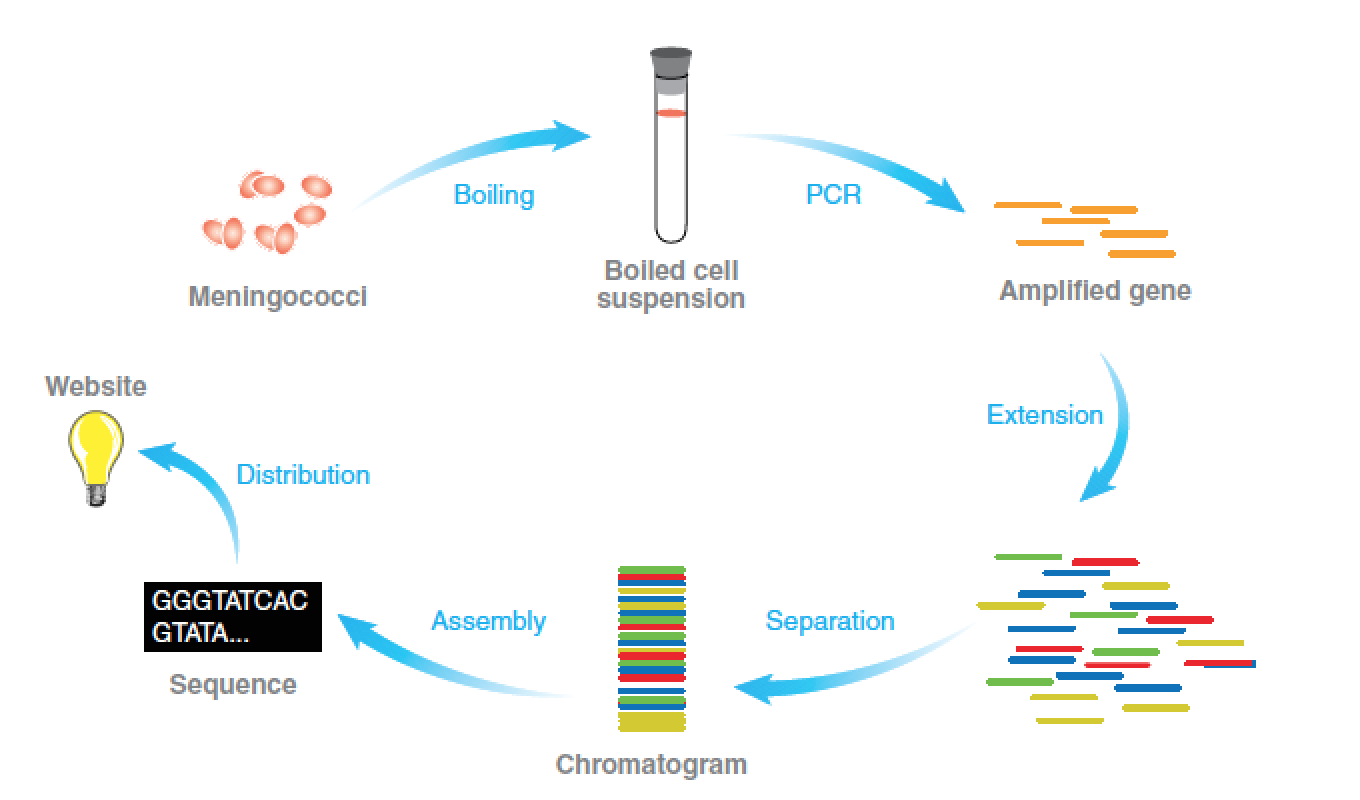 Meningococci
Boiling
Boiled cell
suspension
PCR
Amplified gene
Extension
Separation
Chromatogram
Assembly
GGGTATCAC
GTATA...
Sequence
Distribution
Website